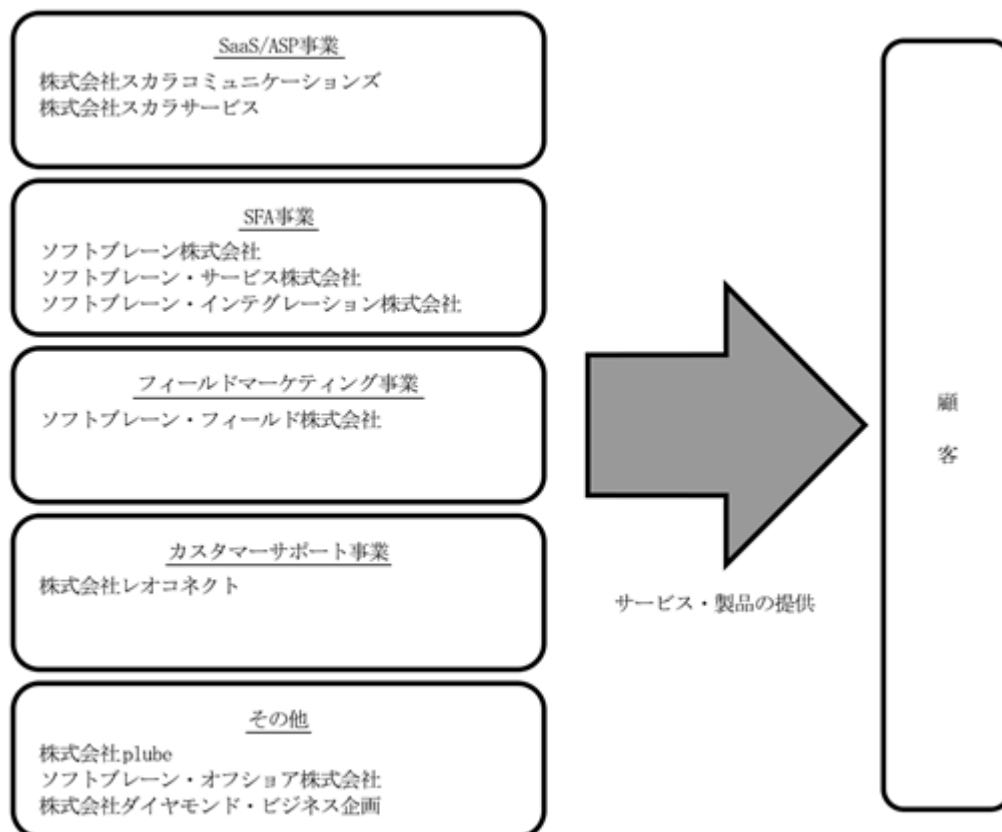 SaaS/ASP事業
株式会社スカラコミュニケーションズ
株式会社スカラサービス
SFA事業
ソフトブレーン株式会社
ソフトブレーン・サービス株式会社
ソフトブレーン・インテグレーション株式会社
フィールドマーケティング事業
ソフトブレーン・フィールド株式会社
カスタマーサポート事業
株式会社レオコネクト
その他
株式会社plube
ソフトブレーン・オフショア株式会社
株式会社ダイヤモンド・ビジネス企画
サービス・製品の提供
顧
客